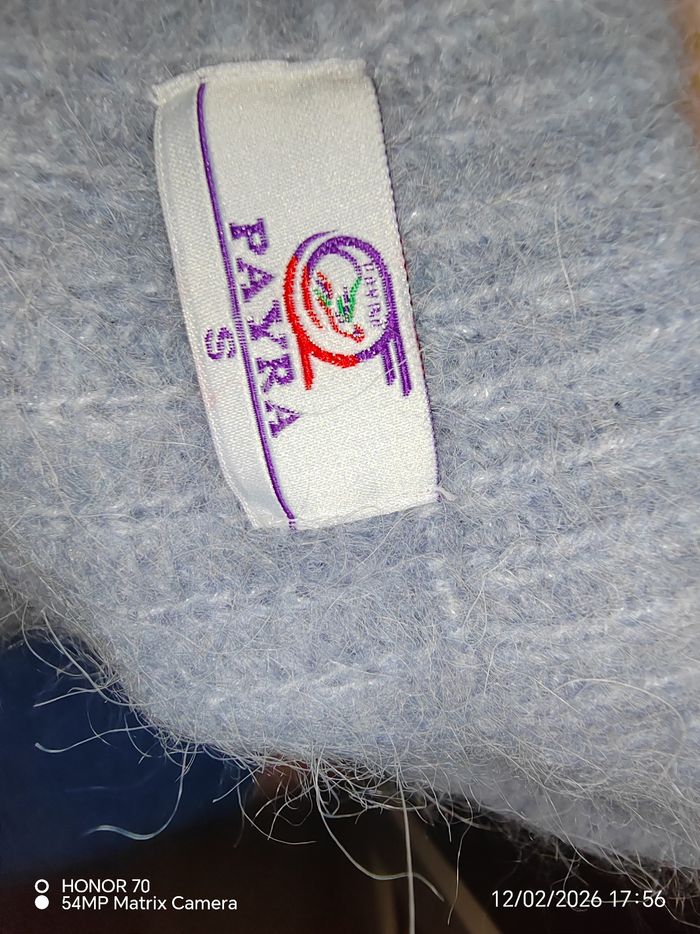 PAYRA
S
HONOR 70
54MP Matrix Camera
12/02/2026 17:56